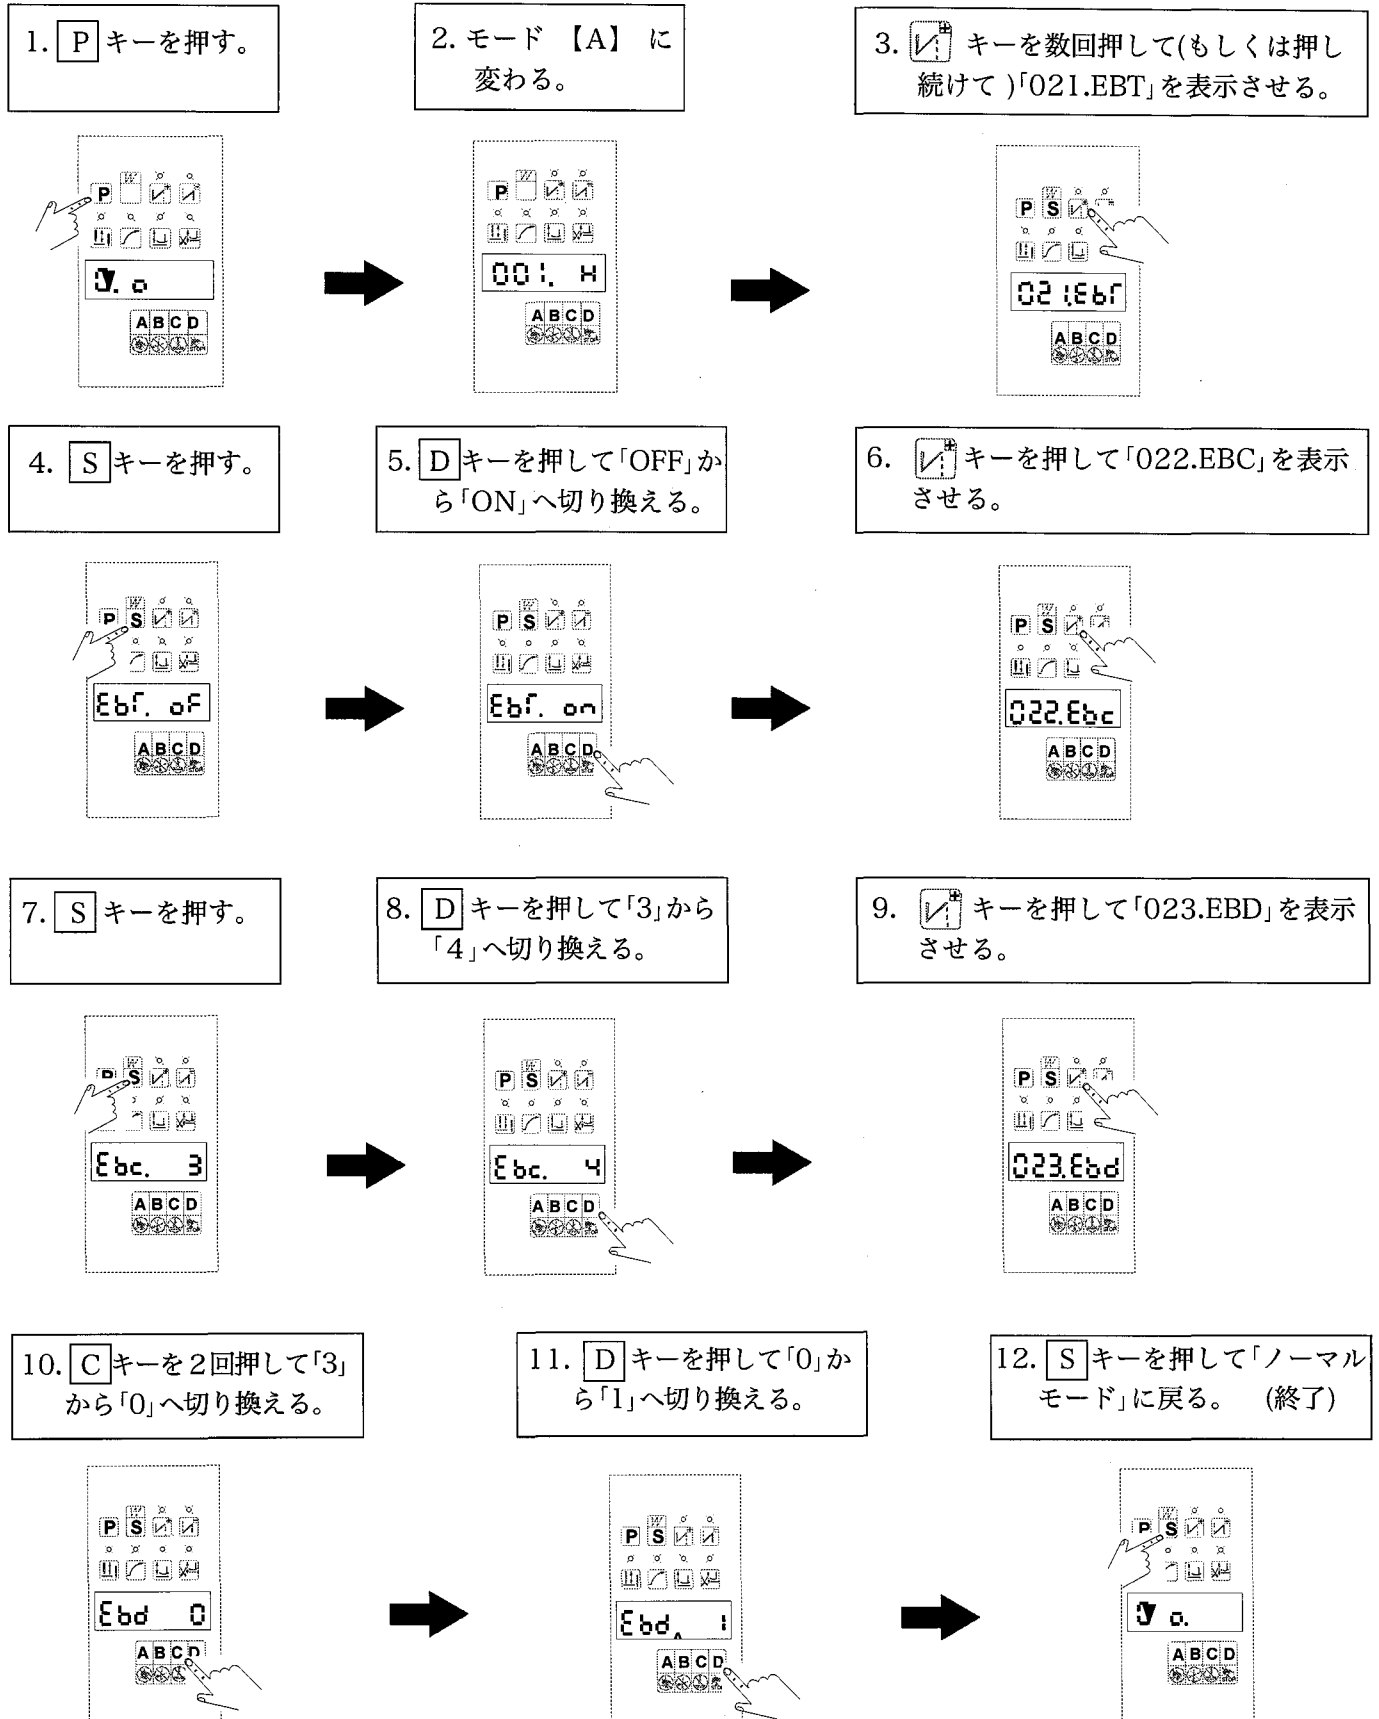 1. P キーを押す。
2. モード 【A】 に
変わる。
3. キーを数回押して(もしくは押し
続けて )「021.EBT」を表示させる。
P
A B C D
P
001. H
A B C D
P S
021.EbT
A B C D
4. S キーを押す。
5. D キーを押して「OFF」か
ら「ON」へ切り換える。
6. キーを押して「022.EBC」を表示
させる。
P S
EbT. oF
A B C D
P S
EbT. on
A B C D
P S
022.Ebc
A B C D
7. S キーを押す。
8. D キーを押して「3」から
「4」へ切り換える。
9. キーを押して「023.EBD」を表示
させる。
P S
Ebc. 3
A B C D
P S
Ebc. 4
A B C D
P S
023.Ebd
A B C D
10. C キーを2回押して「3」
から「0」へ切り換える。
11. D キーを押して「0」か
ら「1」へ切り換える。
12. S キーを押して「ノーマル
モード」に戻る。 (終了)
P S
Ebd 0
A B C D
P S
Ebd 1
A B C D
P S
o.
A B C D